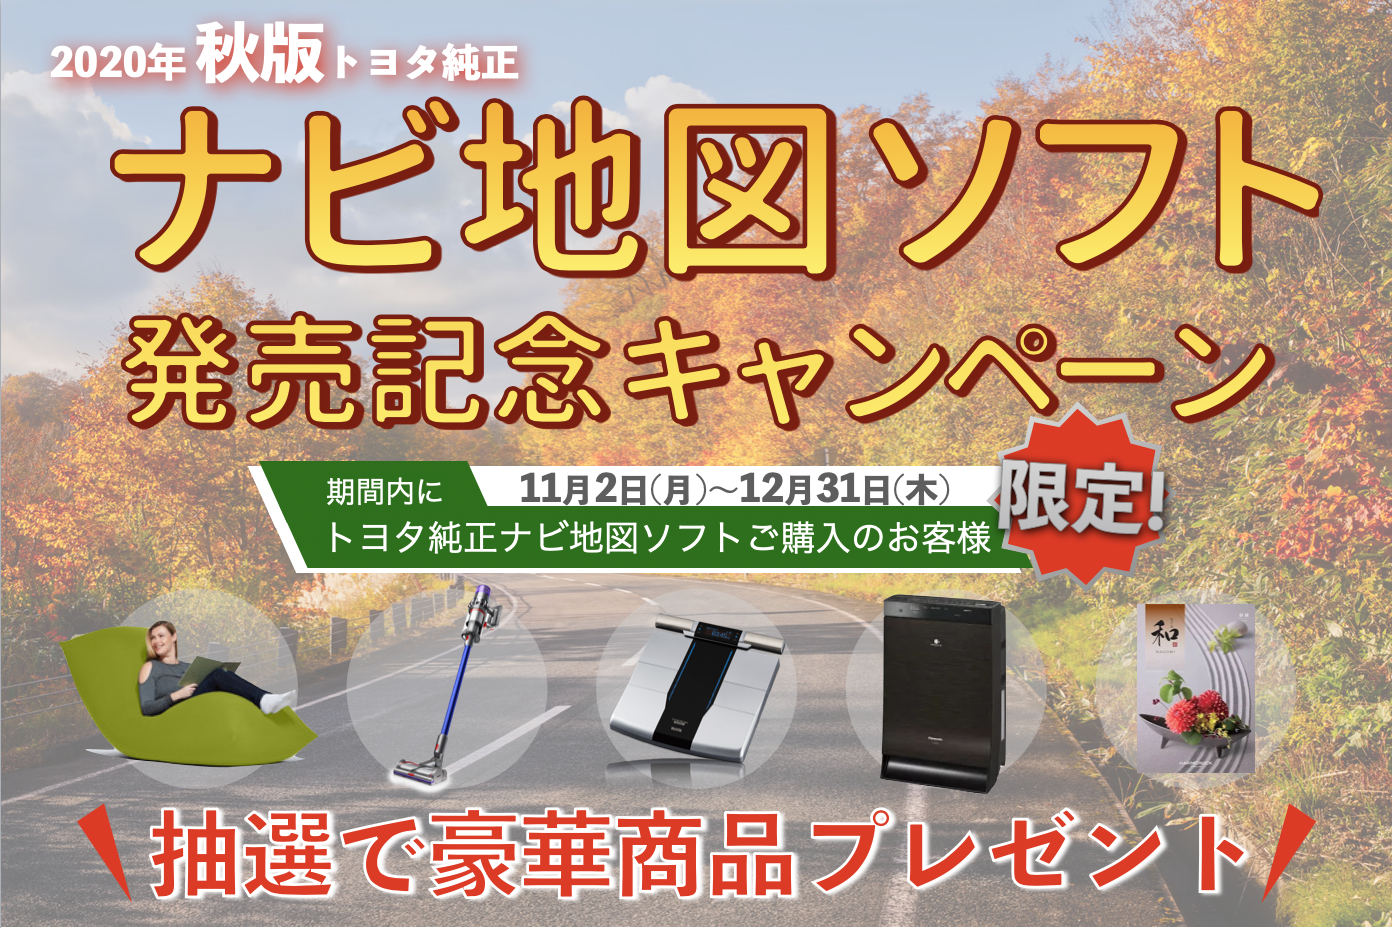 2020年 秋版 トヨタ純正
ナビ地図ソフト
発売記念キャンペーン
期間内に 11月2日(月)～12月31日(木)
トヨタ純正ナビ地図ソフトご購入のお客様
限定!
和
抽選で豪華商品プレゼント